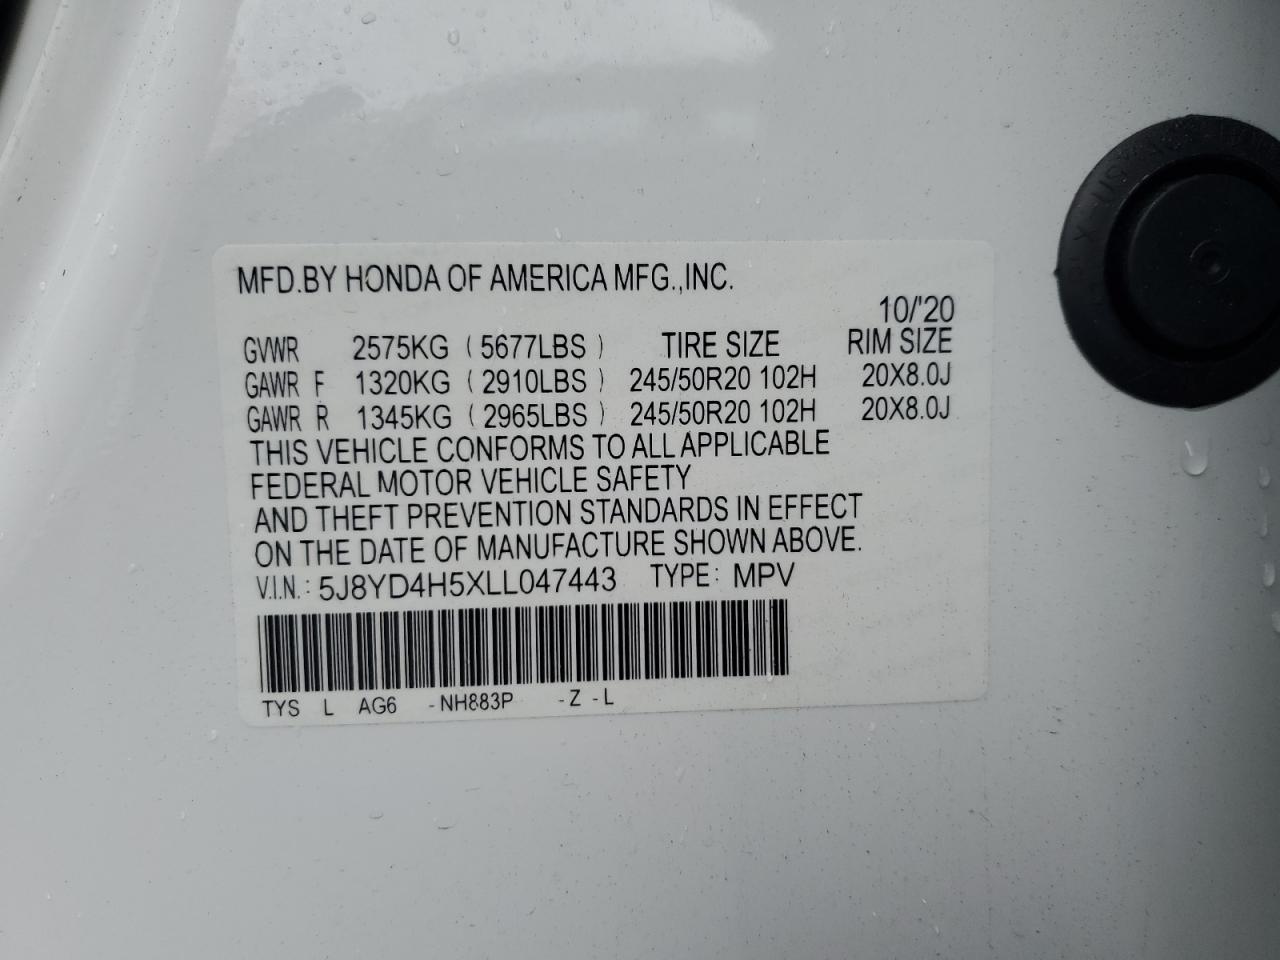 MFD.BY HONDA OF AMERICA MFG.,INC.
10/'20
GVWR 2575KG ( 5677LBS ) TIRE SIZE RIM SIZE
GAWR F 1320KG ( 2910LBS ) 245/50R20 102H 20X8.0J
GAWR R 1345KG ( 2965LBS ) 245/50R20 102H 20X8.0J
THIS VEHICLE CONFORMS TO ALL APPLICABLE
FEDERAL MOTOR VEHICLE SAFETY
AND THEFT PREVENTION STANDARDS IN EFFECT
ON THE DATE OF MANUFACTURE SHOWN ABOVE.
V.I.N.: 5J8YD4H5XLL047443 TYPE: MPV
TYS L AG6 -NH883P -Z -L